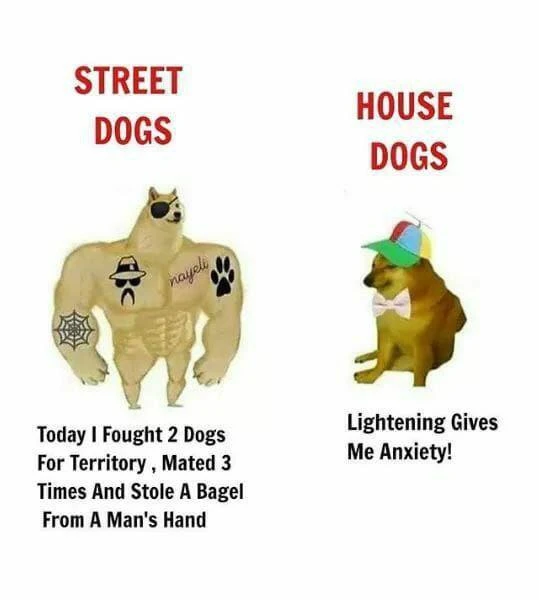 STREET
DOGS
HOUSE
DOGS
nayeli
Today I Fought 2 Dogs
For Territory , Mated 3
Times And Stole A Bagel
From A Man's Hand
Lightening Gives
Me Anxiety!